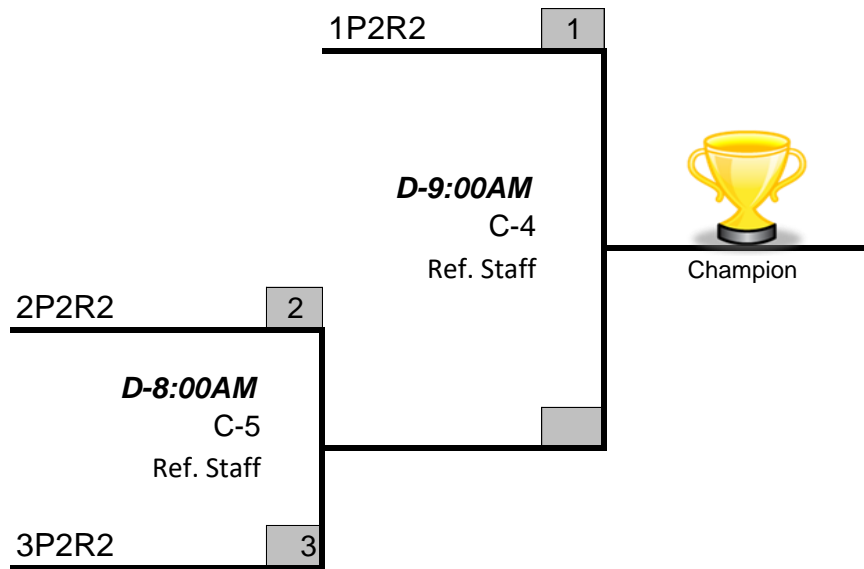 1P2R2 1
D-9:00AM
C-4
Ref. Staff
Champion
2P2R2 2
D-8:00AM
C-5
Ref. Staff
3P2R2 3